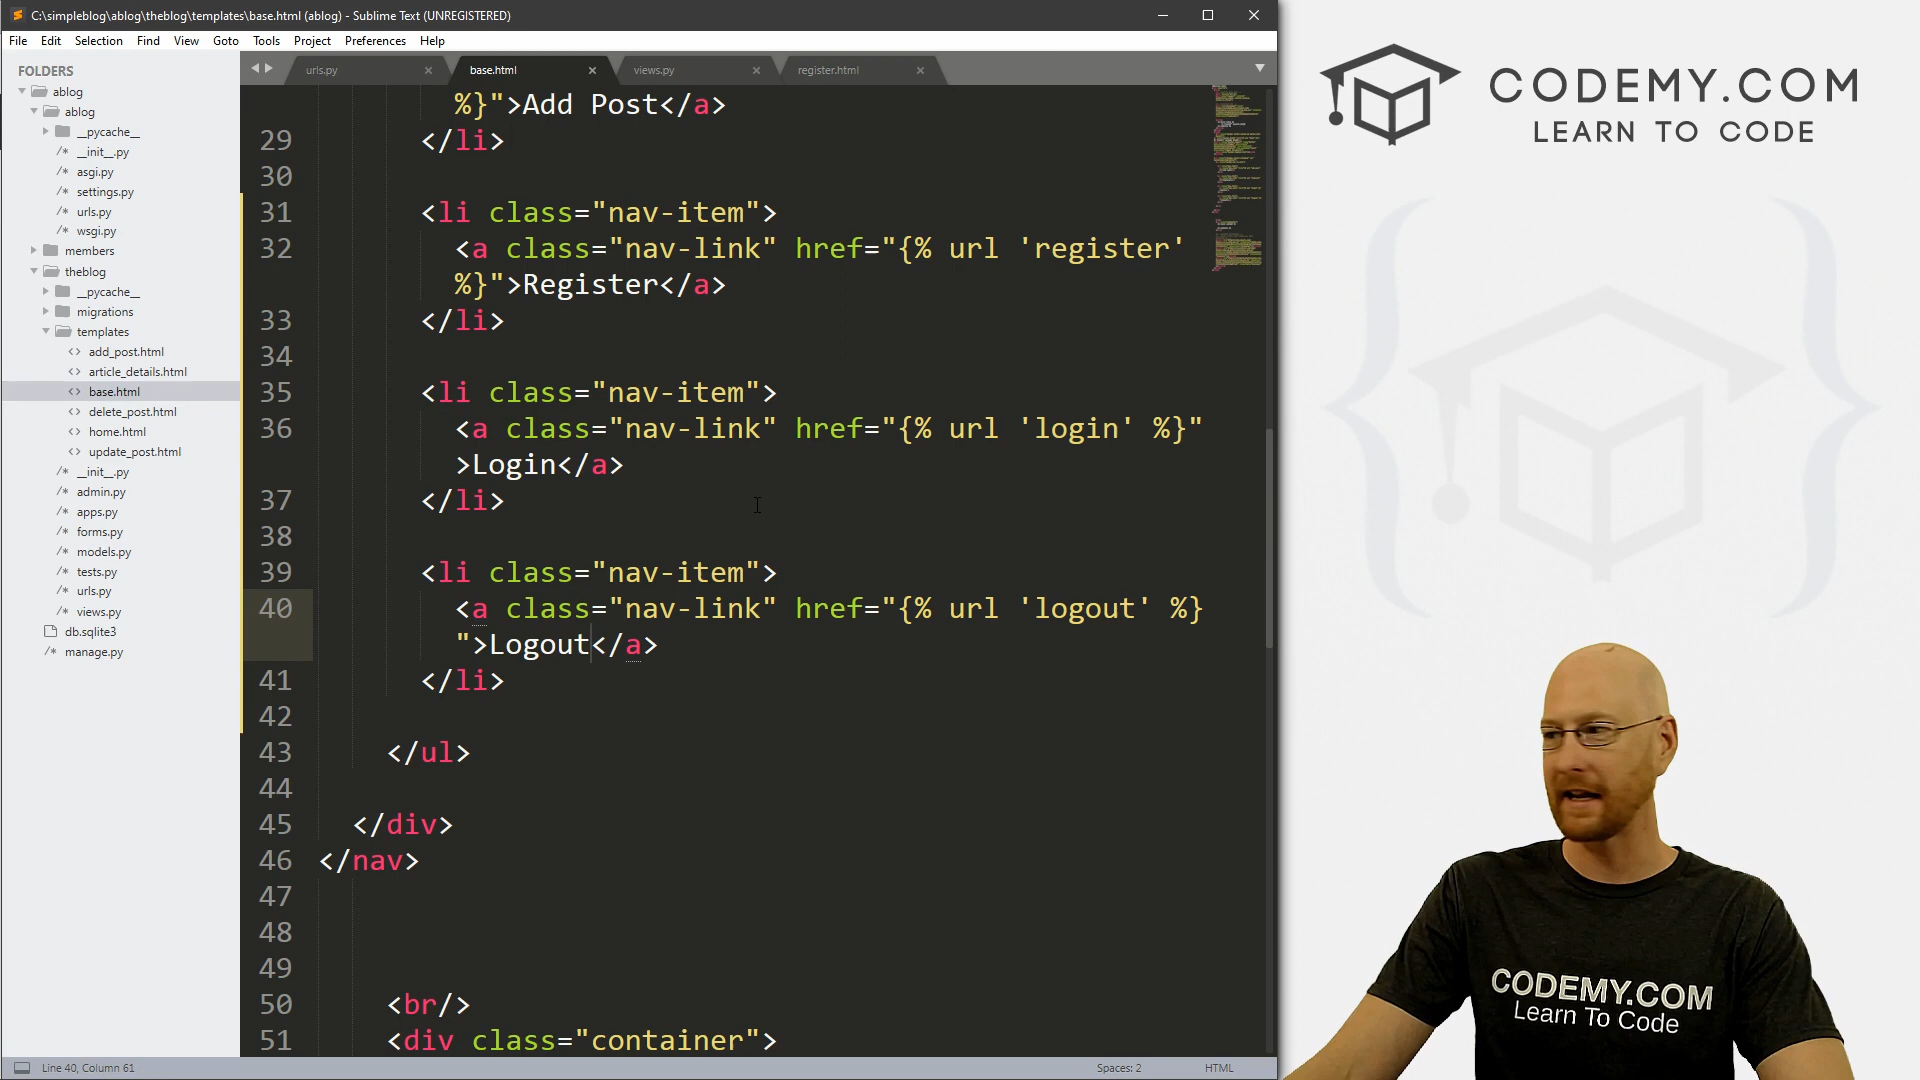 C:\simpleblog\ablog\theblog\templates\base.html (ablog) - Sublime Text (UNREGISTERED)
File Edit Selection Find View Goto Tools Project Preferences Help
FOLDERS
ablog
ablog
__pycache__
__init__.py
asgi.py
settings.py
urls.py
wsgi.py
members
theblog
__pycache__
migrations
templates
add_post.html
article_details.html
base.html
delete_post.html
home.html
update_post.html
__init__.py
admin.py
apps.py
forms.py
models.py
tests.py
urls.py
views.py
db.sqlite3
manage.py
urls.py base.html views.py register.html
%}">Add Post</a>
29 </li>
30
31 <li class="nav-item">
32 <a class="nav-link" href="{% url 'register'
%}">Register</a>
33 </li>
34
35 <li class="nav-item">
36 <a class="nav-link" href="{% url 'login' %}"
>Login</a>
37 </li>
38
39 <li class="nav-item">
40 <a class="nav-link" href="{% url 'logout' %}
">Logout</a>
41 </li>
42
43 </ul>
44
45 </div>
46 </nav>
47
48
49
50 <br/>
51 <div class="container">
Line 40, Column 61 Spaces: 2 HTML
CODEMY.COM
LEARN TO CODE
CODEMY.COM
Learn To Code